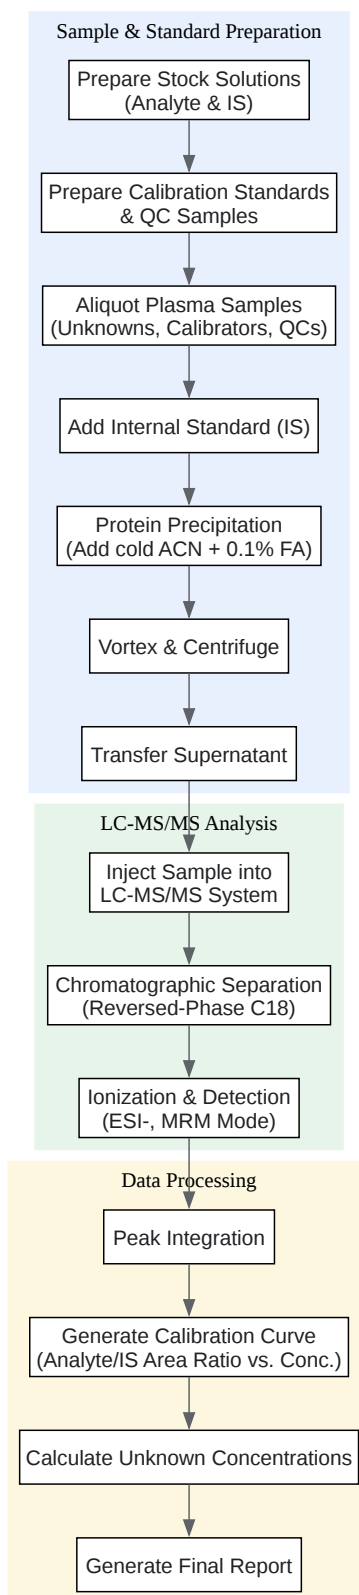 Sample & Standard Preparation
Prepare Stock Solutions
(Analyte & IS)
Prepare Calibration Standards
& QC Samples
Aliquot Plasma Samples
(Unknowns, Calibrators, QCs)
Add Internal Standard (IS)
Protein Precipitation
(Add cold ACN + 0.1% FA)
Vortex & Centrifuge
Transfer Supernatant
LC-MS/MS Analysis
Inject Sample into
LC-MS/MS System
Chromatographic Separation
(Reversed-Phase C18)
Ionization & Detection
(ESI-, MRM Mode)
Data Processing
Peak Integration
Generate Calibration Curve
(Analyte/IS Area Ratio vs. Conc.)
Calculate Unknown Concentrations
Generate Final Report